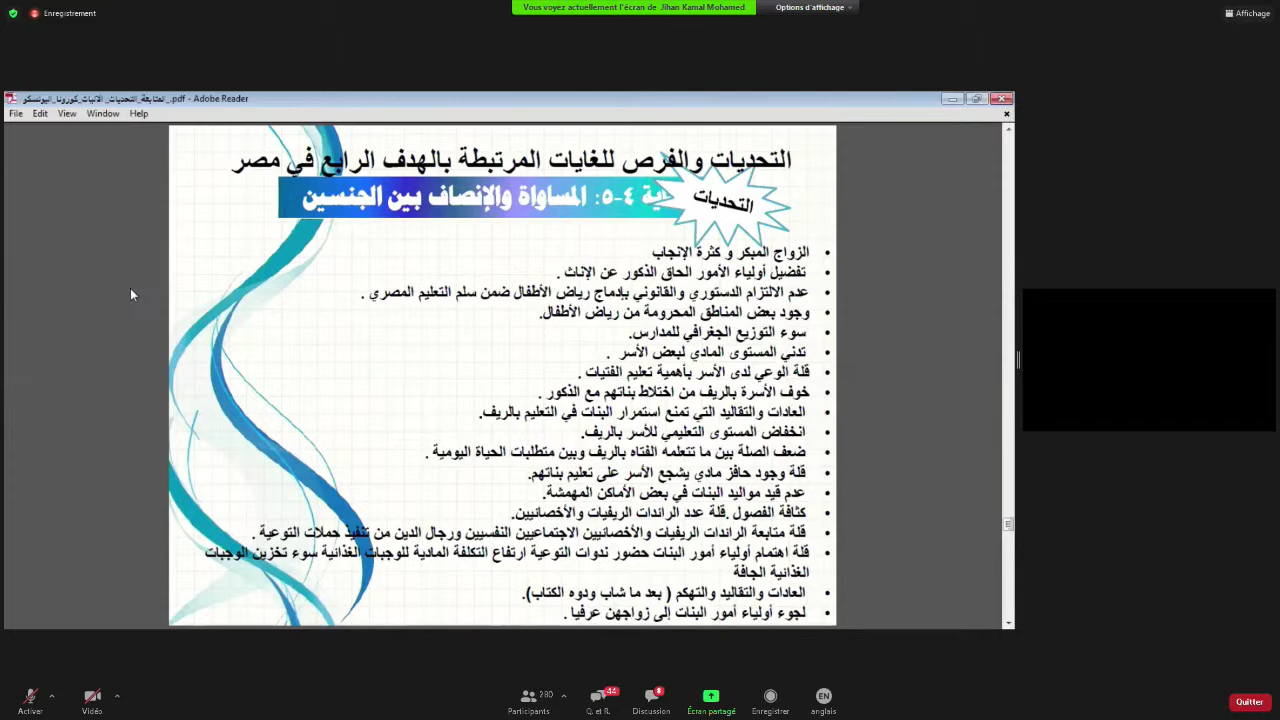 Enregistrement
Vous voyez actuellement l'écran de Jihan Kamal Mohamed
Options d'affichage
Affichage
المتابعة_التحديات_ الاليات_كورونا_اليونسكو_.pdf - Adobe Reader
File Edit View Window Help
التحديات والفرص للغايات المرتبطة بالهدف الرابع في مصر
ية ٤-٥: المساواة والإنصاف بين الجنسين
التحديات
• الزواج المبكر و كثرة الإنجاب
• تفضيل أولياء الأمور الحاق الذكور عن الإناث .
• عدم الالتزام الدستوري والقانوني بإدماج رياض الأطفال ضمن سلم التعليم المصري .
• وجود بعض المناطق المحرومة من رياض الأطفال.
• سوء التوزيع الجغرافي للمدارس.
• تدني المستوى المادي لبعض الأسر .
• قلة الوعي لدى الأسر بأهمية تعليم الفتيات .
• خوف الأسرة بالريف من اختلاط بناتهم مع الذكور .
• العادات والتقاليد التي تمنع استمرار البنات في التعليم بالريف.
• انخفاض المستوى التعليمي للأسر بالريف.
• ضعف الصلة بين ما تتعلمه الفتاه بالريف وبين متطلبات الحياة اليومية .
• قلة وجود حافز مادي يشجع الأسر على تعليم بناتهم.
• عدم قيد مواليد البنات في بعض الأماكن المهمشة.
• كثافة الفصول .قلة عدد الرائدات الريفيات والأخصائيين.
• قلة متابعة الرائدات الريفيات والأخصائيين الاجتماعيين النفسيين ورجال الدين من تنفيذ حملات التوعية .
• قلة اهتمام أولياء أمور البنات حضور ندوات التوعية ارتفاع التكلفة المادية للوجبات الغذائية سوء تخزين الوجبات
الغذائية الجافة
• العادات والتقاليد والتهكم ( بعد ما شاب ودوه الكتاب).
• لجوء أولياء أمور البنات إلى زواجهن عرفيا .
280
44
8
EN
Activer
Vidéo
Participants
Q. et R.
Discussion
Écran partagé
Enregistrer
anglais
Quitter